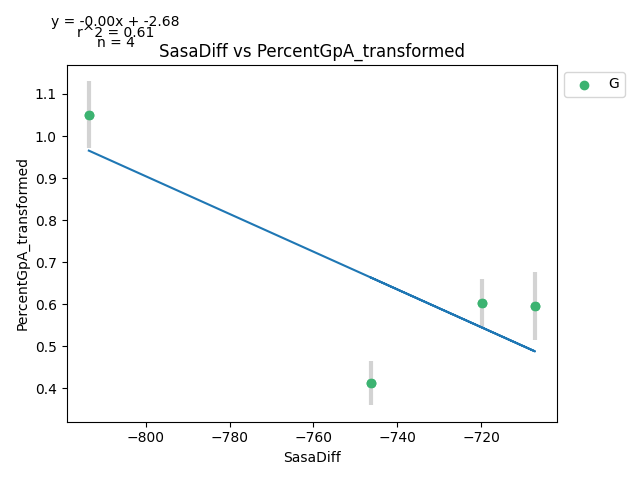 y = -0.00x + -2.68
r^2 = 0.61
n = 4
SasaDiff vs PercentGpA_transformed
G
PercentGpA_transformed
1.1
1.0
0.9
0.8
0.7
0.6
0.5
0.4
−800
−780
−760
−740
−720
SasaDiff